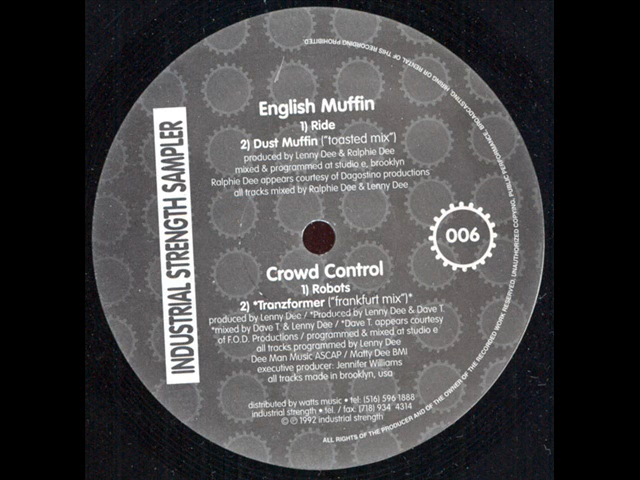 INDUSTRIAL STRENGTH SAMPLER
English Muffin
1) Ride
2) Dust Muffin ("toasted mix")
produced by Lenny Dee & Ralphie Dee
mixed & programmed at studio e, brooklyn
Ralphie Dee appears courtesy of Dagostino productions
all tracks mixed by Ralphie Dee & Lenny Dee
006
Crowd Control
1) Robots
2) *Tranzformer ("frankfurt mix")*
produced by Lenny Dee / *Produced by Lenny Dee & Dave T.
*mixed by Dave T. & Lenny Dee / *Dave T. appears courtesy
of F.O.D. Productions / programmed & mixed at studio e
all tracks programmed by Lenny Dee
Dee Man Music ASCAP / Matty Dee BMI
executive producer: Jennifer Williams
all tracks made in brooklyn, usa
distributed by watts music • tel: (516) 596 1888
industrial strength • tel. / fax. (718) 934 4314
© ℗ 1992 industrial strength
ALL RIGHTS OF THE PRODUCER AND OF THE OWNER OF THE RECORDED WORK RESERVED. UNAUTHORIZED COPYING, PUBLIC PERFORMANCE, BROADCASTING, HIRING OR RENTAL OF THIS RECORDING PROHIBITED.